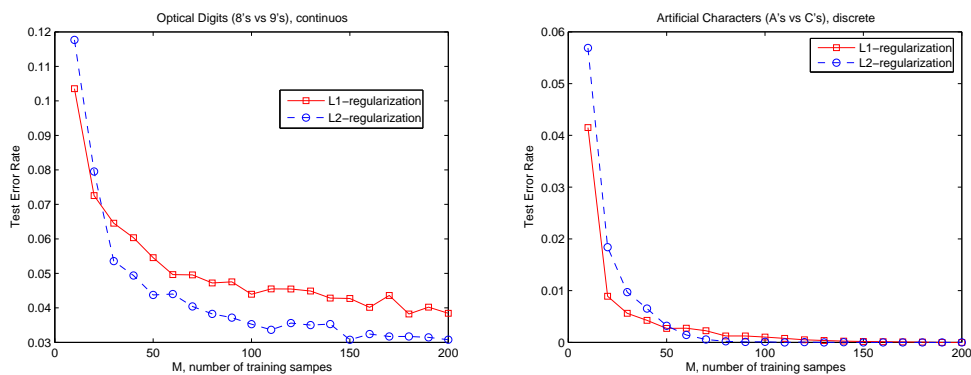 Optical Digits (8's vs 9's), continuos
0.12
0.11
0.1
0.09
0.08
0.07
0.06
0.05
0.04
0.03
0
50
100
150
200
Test Error Rate
M, number of training sampes
L1−regularization
L2−regularization
Artificial Characters (A's vs C's), discrete
0.06
0.05
0.04
0.03
0.02
0.01
0
0
50
100
150
200
Test Error Rate
M, number of training sampes
L1−regularization
L2−regularization